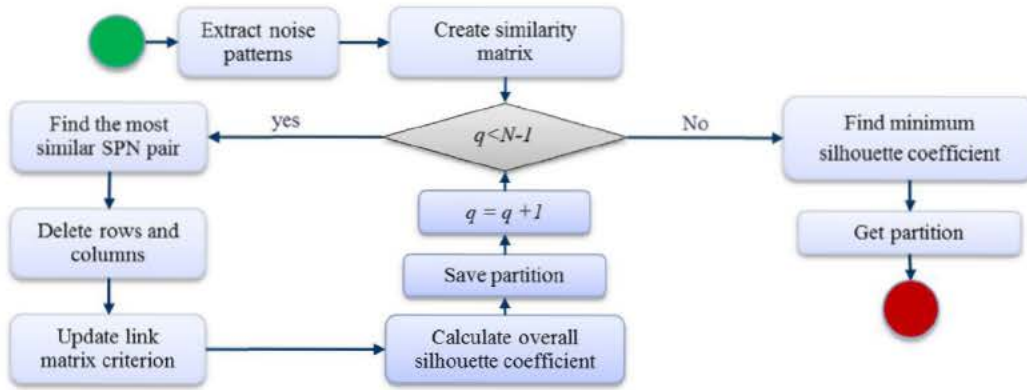 Extract noise
patterns
Create similarity
matrix
yes
q<N-1
No
Find the most
similar SPN pair
Find minimum
silhouette coefficient
q = q +1
Delete rows and
columns
Get partition
Save partition
Update link
matrix criterion
Calculate overall
silhouette coefficient